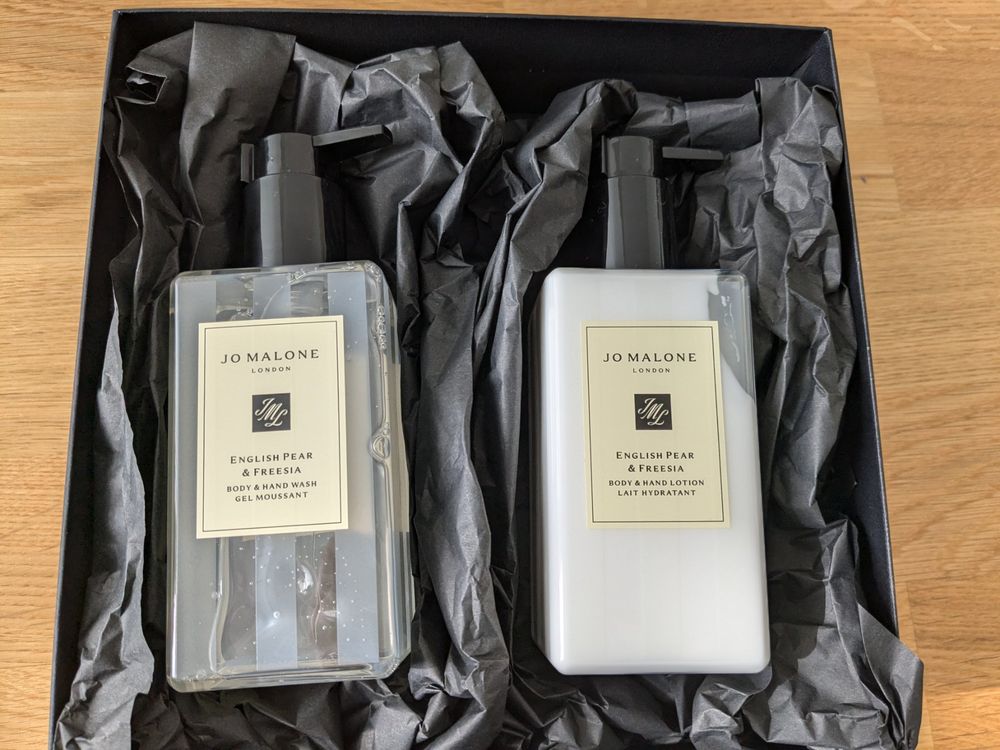 JO MALONE
LONDON
JML
ENGLISH PEAR
& FREESIA
BODY & HAND WASH
GEL MOUSSANT
JO MALONE
LONDON
JML
ENGLISH PEAR
& FREESIA
BODY & HAND LOTION
LAIT HYDRATANT